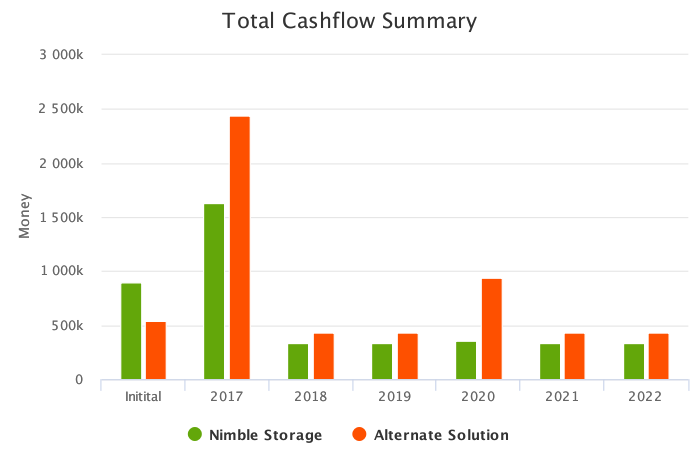 Total Cashflow Summary
3 000k
2 500k
2 000k
1 500k
1 000k
500k
0
Money
Initital 2017 2018 2019 2020 2021 2022
Nimble Storage Alternate Solution